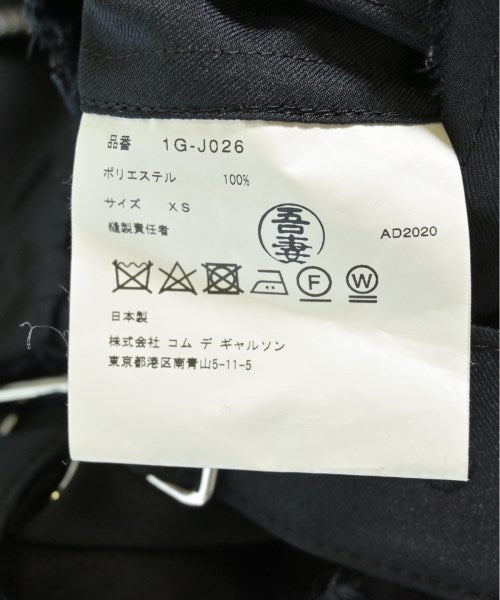 品番 1G-J026
ポリエステル 100%
サイズ XS
縫製責任者 吾妻 AD2020
F W
日本製
株式会社 コム デ ギャルソン
東京都港区南青山5-11-5